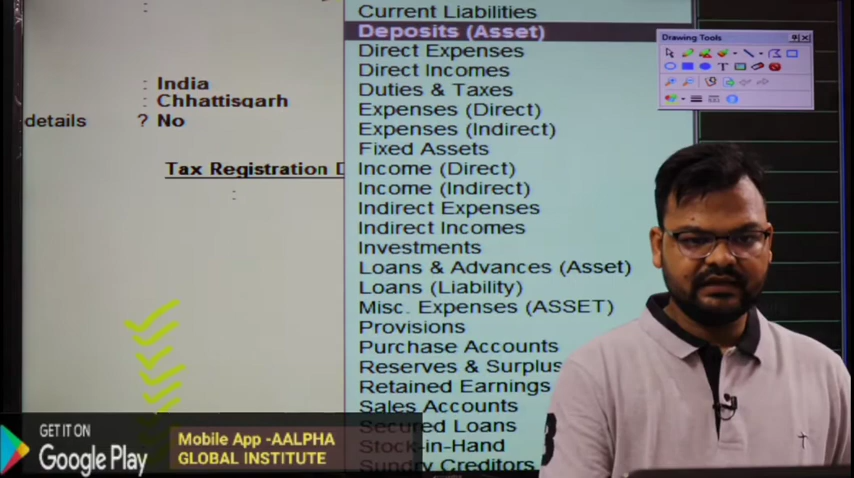 Current Liabilities
Deposits (Asset)
Direct Expenses
Direct Incomes
Duties & Taxes
Expenses (Direct)
Expenses (Indirect)
Fixed Assets
Income (Direct)
Income (Indirect)
Indirect Expenses
Indirect Incomes
Investments
Loans & Advances (Asset)
Loans (Liability)
Misc. Expenses (ASSET)
Provisions
Purchase Accounts
Reserves & Surplus
Retained Earnings
Sales Accounts
Secured Loans
Stock-in-Hand
Sundry Creditors
:
: India
: Chhattisgarh
details ? No
Tax Registration D
:
Drawing Tools
T
GET IT ON
Google Play
Mobile App -AALPHA
GLOBAL INSTITUTE